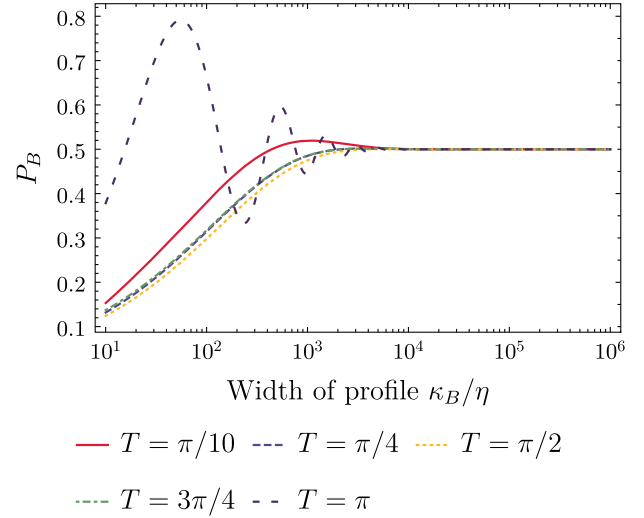 0.8
0.7
0.6
0.5
0.4
0.3
0.2
0.1
P_B
10^1 10^2 10^3 10^4 10^5 10^6
Width of profile κ_B/η
T = π/10 T = π/4 T = π/2
T = 3π/4 T = π